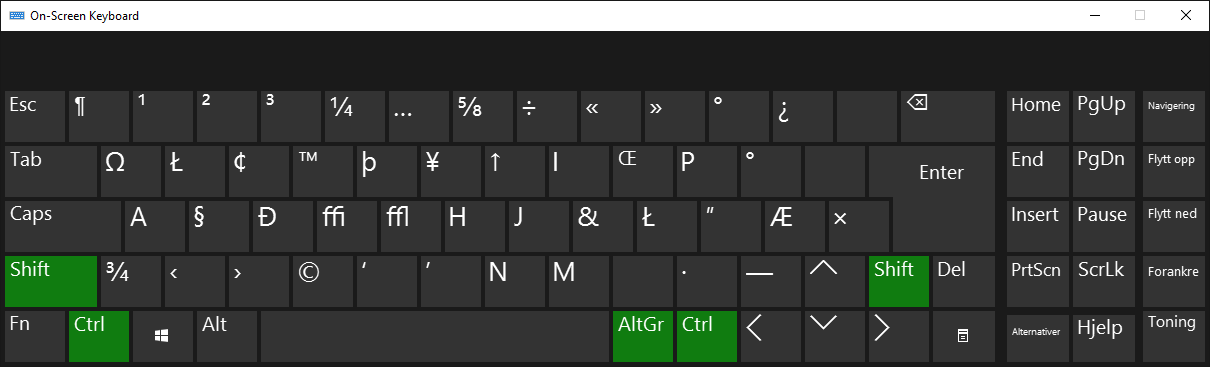 On-Screen Keyboard
Esc ¶ ¹ ² ³ ¼ … ⅝ ÷ « » ° ¿ Home PgUp Navigering
Tab Ω Ł ¢ ™ þ ¥ ↑ I Œ P ° Enter End PgDn Flytt opp
Caps A § Ð ffi ffl H J & Ł ʺ Æ × Insert Pause Flytt ned
Shift ¾ ‹ › © ‘ ’ N M · — Shift Del PrtScn ScrLk Forankre
Fn Ctrl Alt AltGr Ctrl Alternativer Hjelp Toning